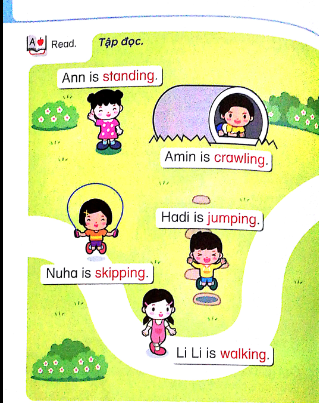 A
Read. Tập đọc.
Ann is standing.
Amin is crawling.
Hadi is jumping.
Nuha is skipping.
Li Li is walking.